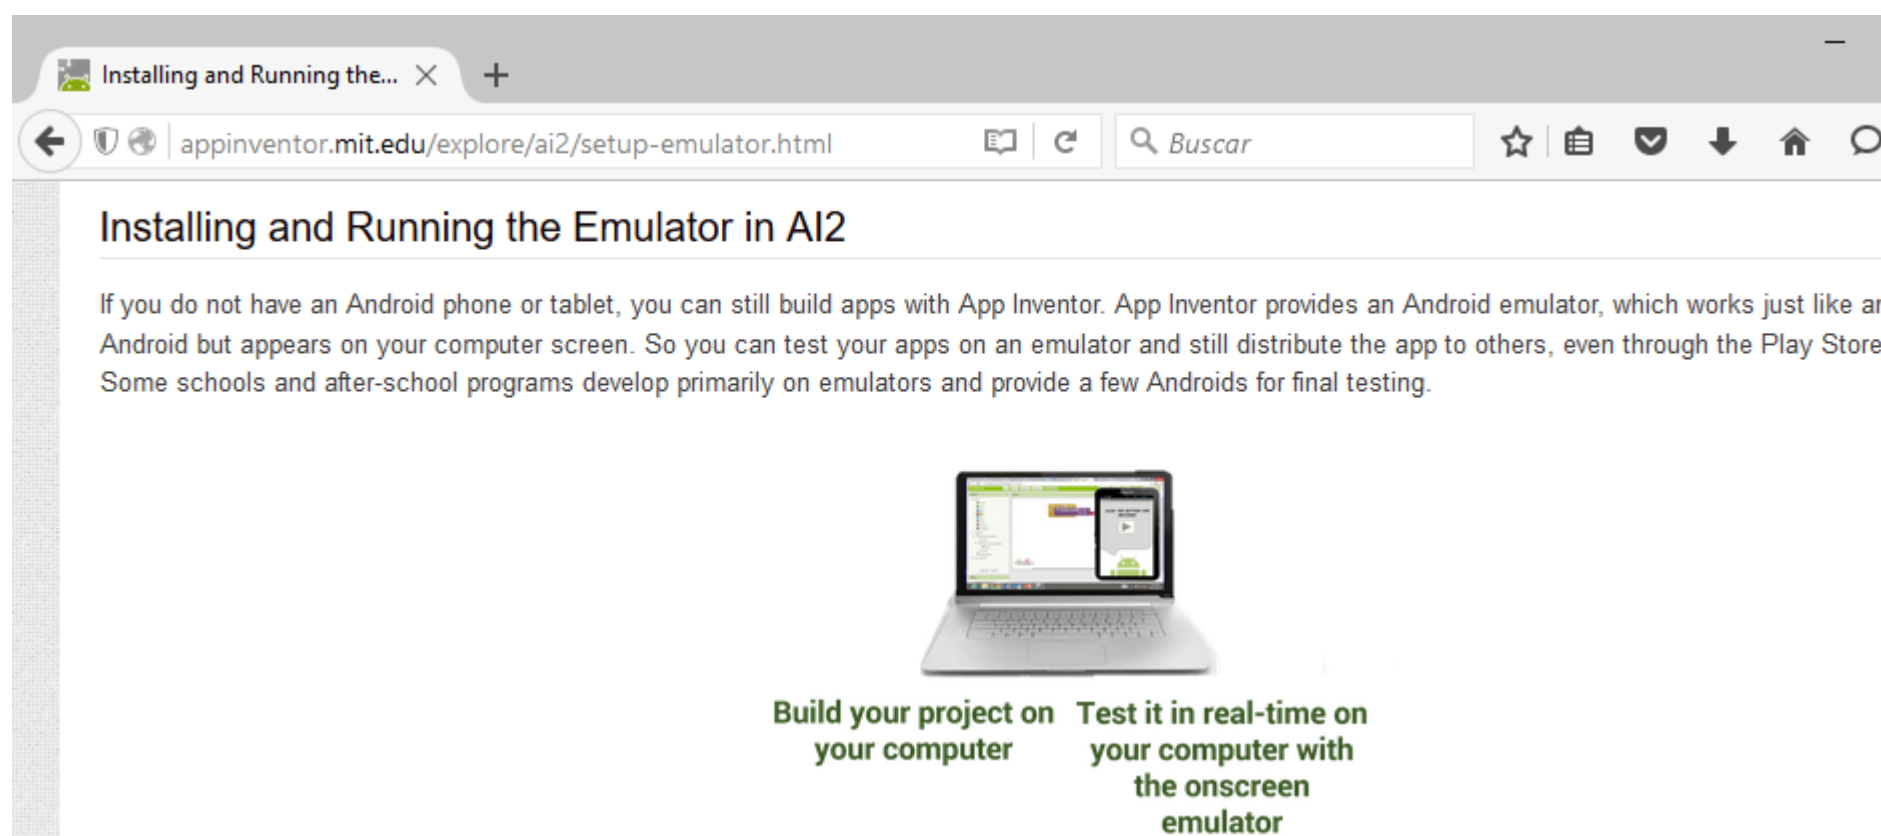 Installing and Running the...
appinventor.mit.edu/explore/ai2/setup-emulator.html
Buscar
Installing and Running the Emulator in AI2
If you do not have an Android phone or tablet, you can still build apps with App Inventor. App Inventor provides an Android emulator, which works just like an
Android but appears on your computer screen. So you can test your apps on an emulator and still distribute the app to others, even through the Play Store
Some schools and after-school programs develop primarily on emulators and provide a few Androids for final testing.
Build your project on
your computer
Test it in real-time on
your computer with
the onscreen
emulator